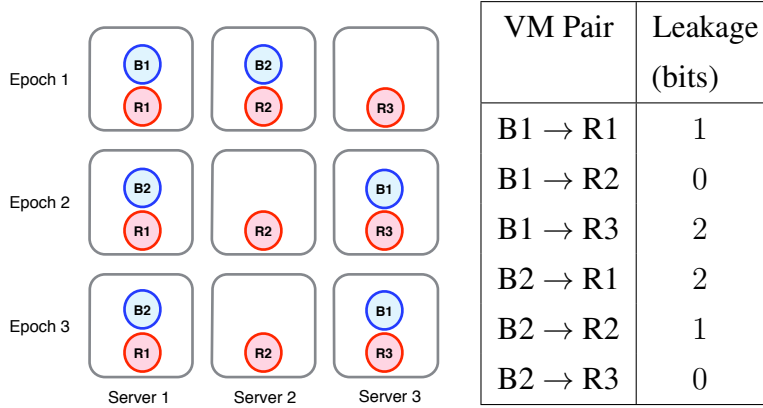 Epoch 1
B1
B2
R1
R2
R3
Epoch 2
B2
B1
R1
R2
R3
Epoch 3
B2
B1
R1
R2
R3
Server 1
Server 2
Server 3
VM Pair Leakage
(bits)
B1 → R1 1
B1 → R2 0
B1 → R3 2
B2 → R1 2
B2 → R2 1
B2 → R3 0